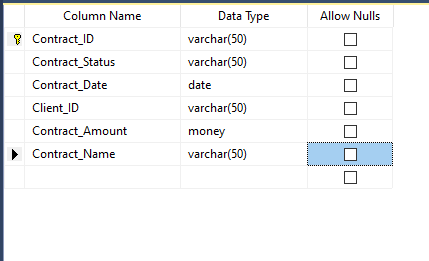 Column Name Data Type Allow Nulls
Contract_ID varchar(50)
Contract_Status varchar(50)
Contract_Date date
Client_ID varchar(50)
Contract_Amount money
Contract_Name varchar(50)